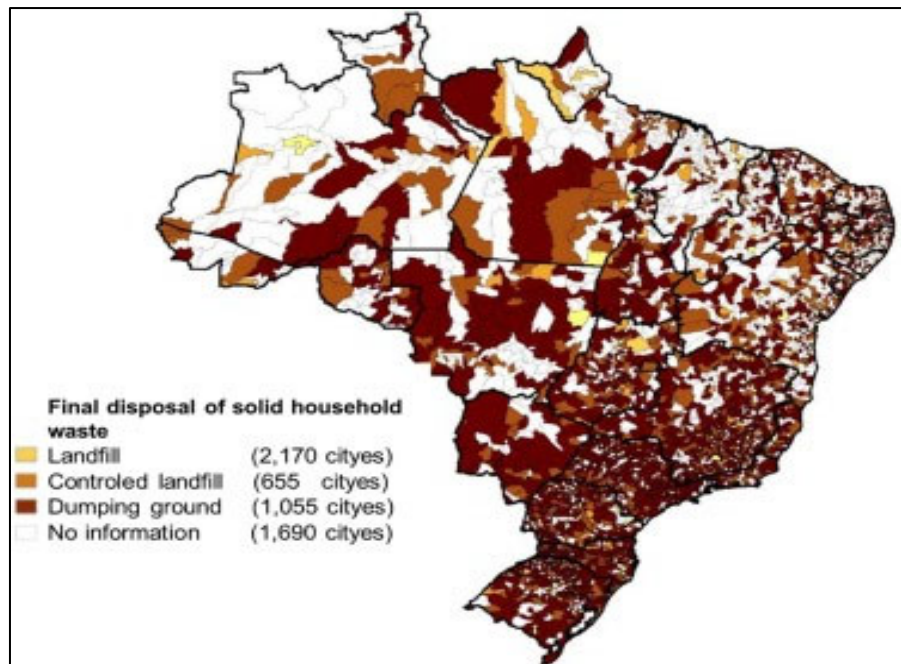 Final disposal of solid household
waste
Landfill (2,170 cityes)
Controled landfill (655 cityes)
Dumping ground (1,055 cityes)
No information (1,690 cityes)